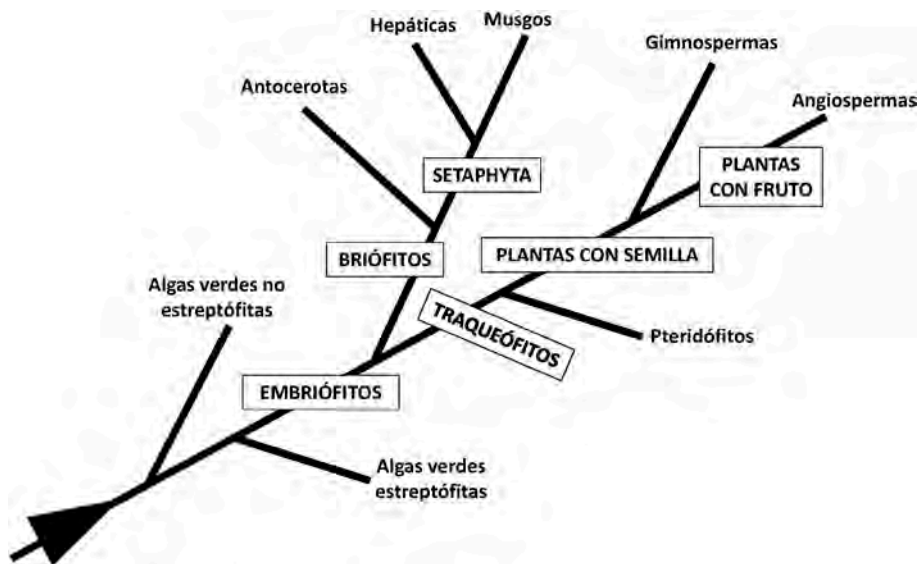 Hepáticas
Musgos
Gimnospermas
Antocerotas
Angiospermas
SETAPHYTA
PLANTAS
CON FRUTO
BRIÓFITOS
PLANTAS CON SEMILLA
Algas verdes no
estreptófitas
TRAQUEÓFITOS
Pteridófitos
EMBRIÓFITOS
Algas verdes
estreptófitas